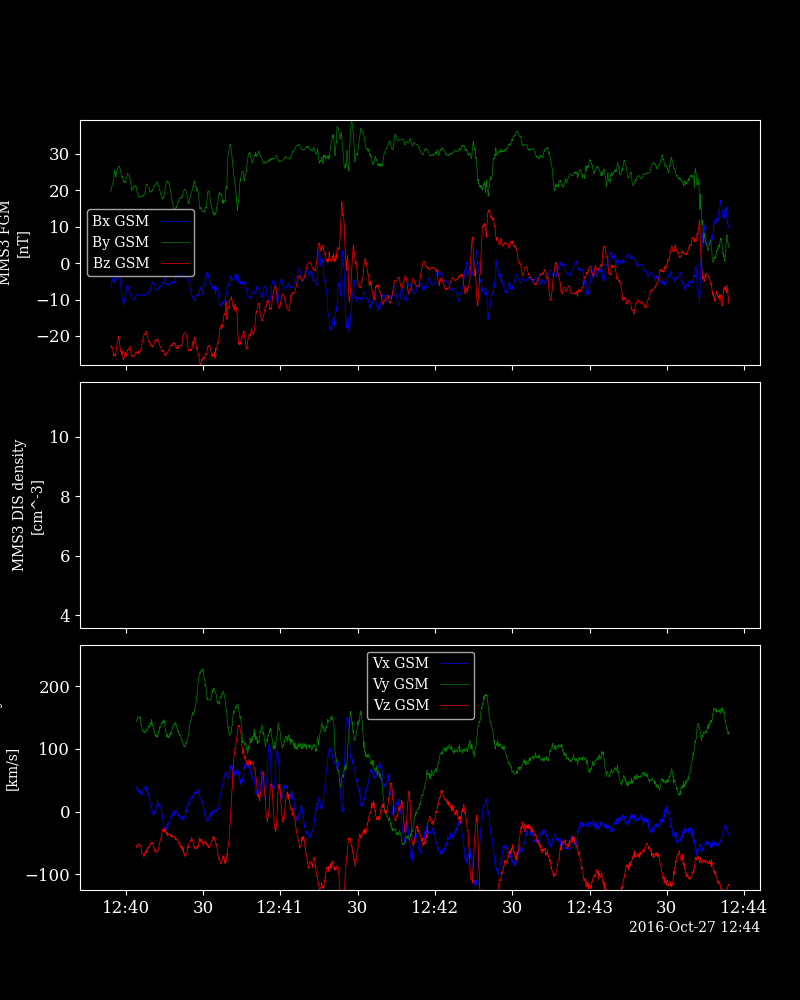 MMS3 FGM
[nT]
30
20
10
0
−10
−20
Bx GSM
By GSM
Bz GSM
MMS3 DIS density
[cm^-3]
10
8
6
4
[km/s]
200
100
0
−100
Vx GSM
Vy GSM
Vz GSM
12:40 30 12:41 30 12:42 30 12:43 30 12:44
2016-Oct-27 12:44